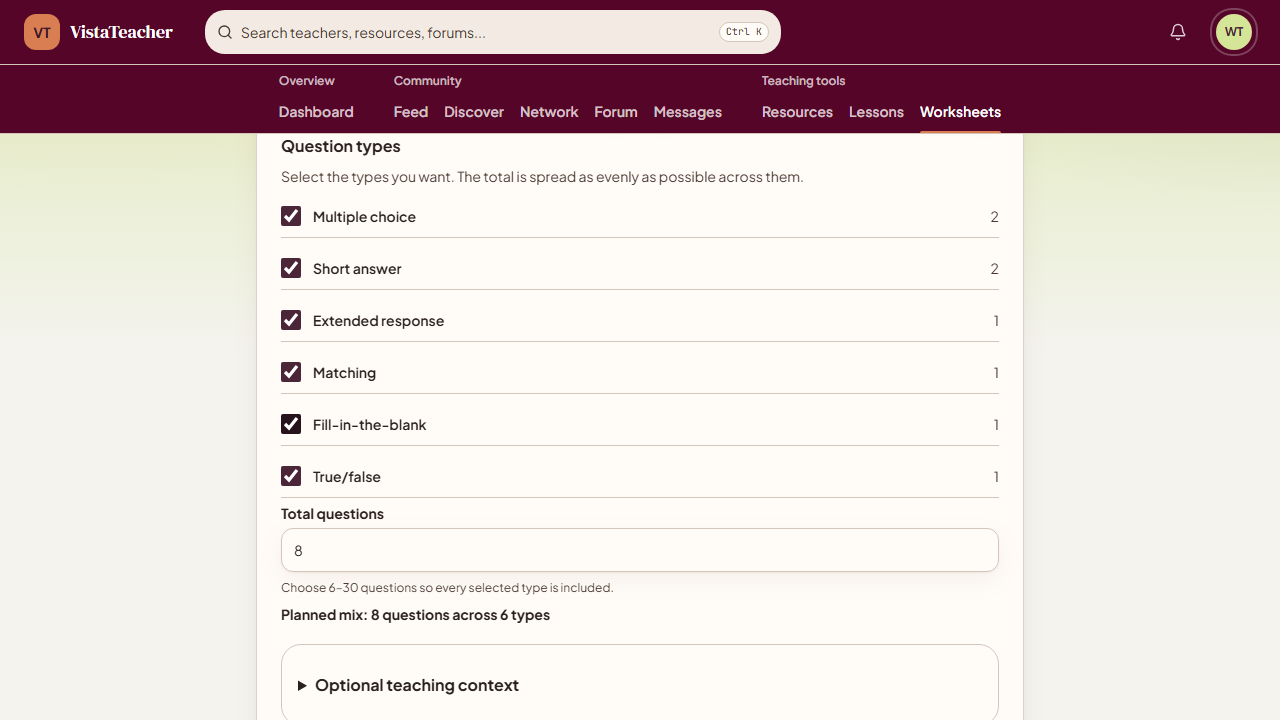 VT VistaTeacher Search teachers, resources, forums... Ctrl K WT
Overview Community Teaching tools
Dashboard Feed Discover Network Forum Messages Resources Lessons Worksheets
Question types
Select the types you want. The total is spread as evenly as possible across them.
Multiple choice 2
Short answer 2
Extended response 1
Matching 1
Fill-in-the-blank 1
True/false 1
Total questions
8
Choose 6–30 questions so every selected type is included.
Planned mix: 8 questions across 6 types
Optional teaching context